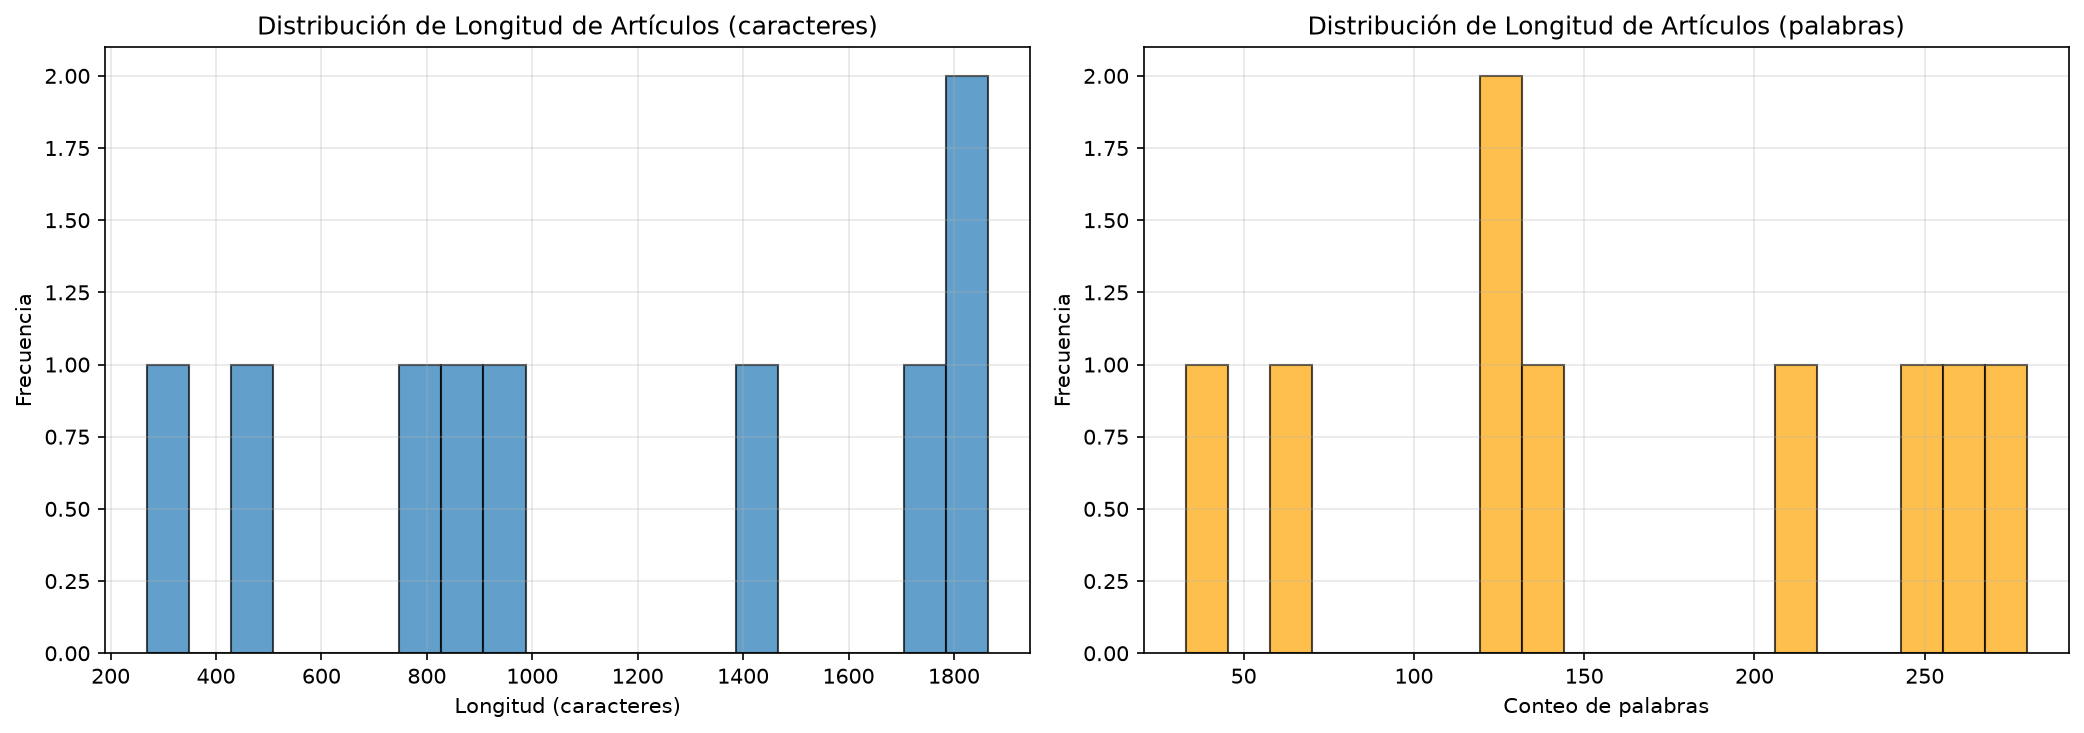 Distribución de Longitud de Artículos (caracteres)
2.00
1.75
1.50
1.25
1.00
0.75
0.50
0.25
0.00
Frecuencia
200 400 600 800 1000 1200 1400 1600 1800
Longitud (caracteres)
Distribución de Longitud de Artículos (palabras)
2.00
1.75
1.50
1.25
1.00
0.75
0.50
0.25
0.00
Frecuencia
50 100 150 200 250
Conteo de palabras